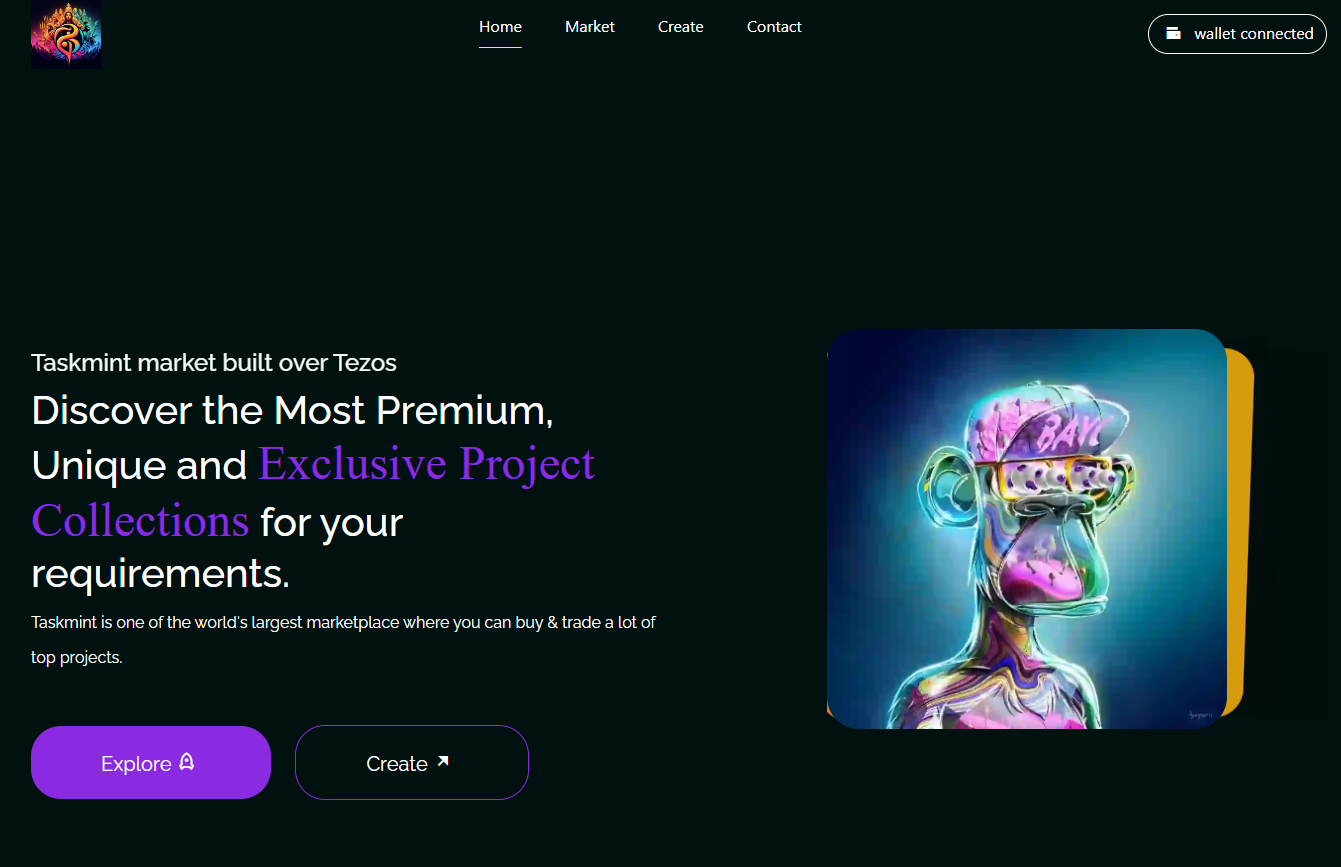 Home Market Create Contact
wallet connected
Taskmint market built over Tezos
Discover the Most Premium,
Unique and Exclusive Project
Collections for your
requirements.
Taskmint is one of the world's largest marketplace where you can buy & trade a lot of
top projects.
BAYC
Explore
Create